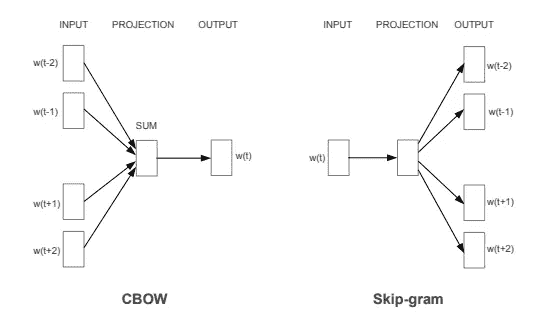 INPUT PROJECTION OUTPUT
w(t-2)
w(t-1)
SUM
w(t)
w(t+1)
w(t+2)
CBOW
INPUT PROJECTION OUTPUT
w(t-2)
w(t-1)
w(t)
w(t+1)
w(t+2)
Skip-gram